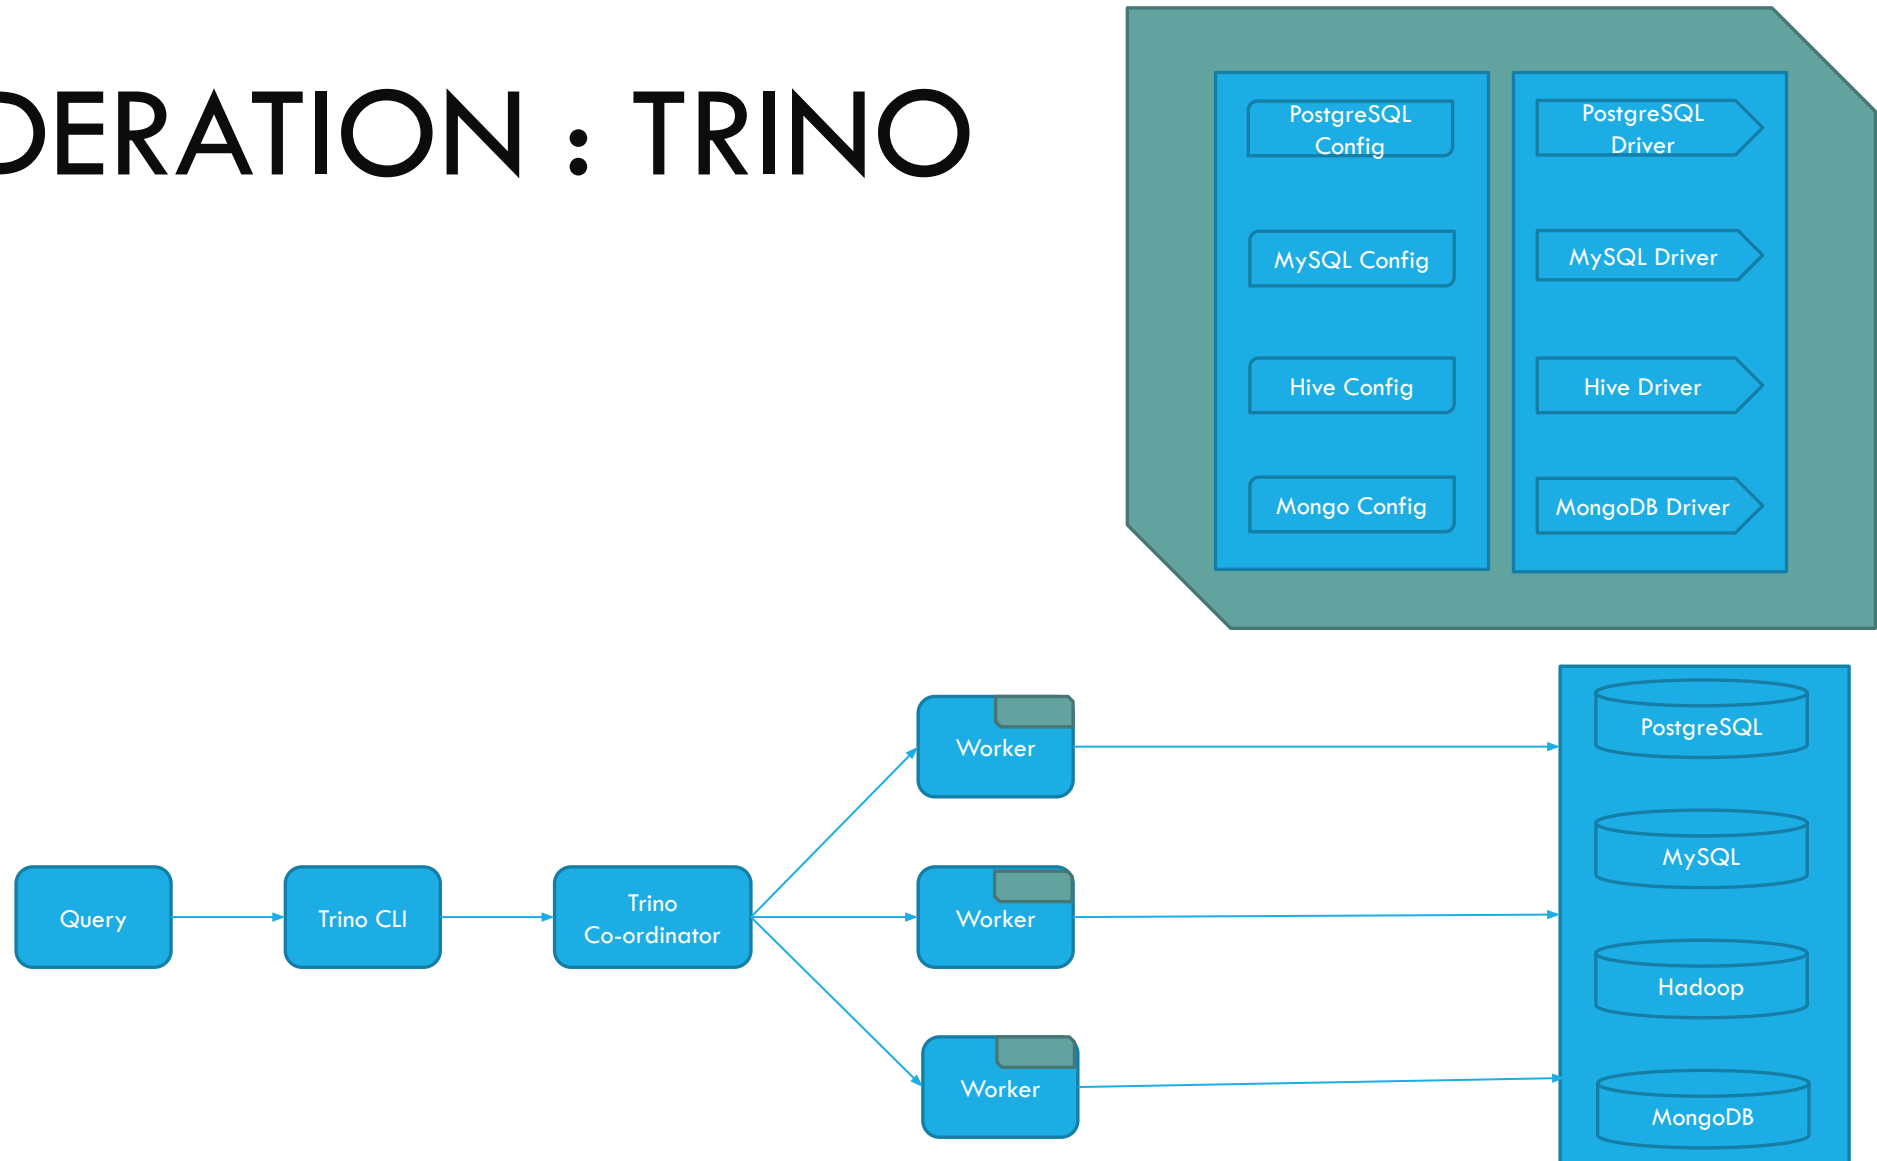 DERATION : TRINO
PostgreSQL
Config
PostgreSQL
Driver
MySQL Config
MySQL Driver
Hive Config
Hive Driver
Mongo Config
MongoDB Driver
Query
Trino CLI
Trino
Co-ordinator
Worker
Worker
Worker
PostgreSQL
MySQL
Hadoop
MongoDB